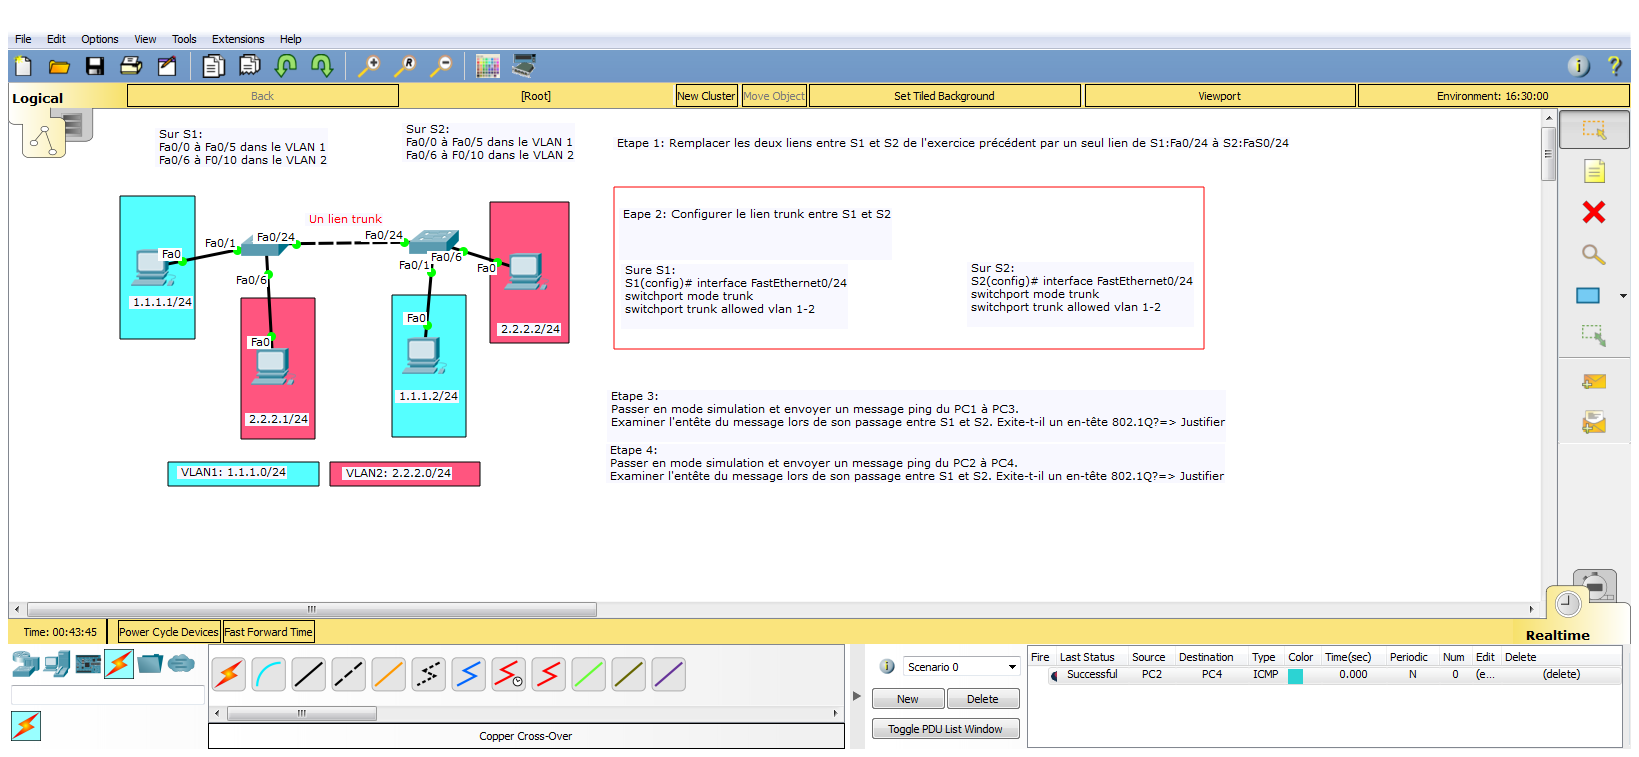 File Edit Options View Tools Extensions Help
Logical
Back
[Root]
New Cluster
Move Object
Set Tiled Background
Viewport
Environment: 16:30:00
Sur S1:
Fa0/0 à Fa0/5 dans le VLAN 1
Fa0/6 à F0/10 dans le VLAN 2
Sur S2:
Fa0/0 à Fa0/5 dans le VLAN 1
Fa0/6 à F0/10 dans le VLAN 2
Etape 1: Remplacer les deux liens entre S1 et S2 de l'exercice précédent par un seul lien de S1:Fa0/24 à S2:FaS0/24
Un lien trunk
Fa0
Fa0/1
Fa0/24
Fa0/24
Fa0/6
Fa0/1
Fa0/6
Fa0
1.1.1.1/24
Fa0
2.2.2.1/24
Fa0
1.1.1.2/24
2.2.2.2/24
VLAN1: 1.1.1.0/24
VLAN2: 2.2.2.0/24
Eape 2: Configurer le lien trunk entre S1 et S2
Sure S1:
S1(config)# interface FastEthernet0/24
switchport mode trunk
switchport trunk allowed vlan 1-2
Sur S2:
S2(config)# interface FastEthernet0/24
switchport mode trunk
switchport trunk allowed vlan 1-2
Etape 3:
Passer en mode simulation et envoyer un message ping du PC1 à PC3.
Examiner l'entête du message lors de son passage entre S1 et S2. Exite-t-il un en-tête 802.1Q?=> Justifier
Etape 4:
Passer en mode simulation et envoyer un message ping du PC2 à PC4.
Examiner l'entête du message lors de son passage entre S1 et S2. Exite-t-il un en-tête 802.1Q?=> Justifier
Time: 00:43:45
Power Cycle Devices
Fast Forward Time
Realtime
Copper Cross-Over
Scenario 0
New
Delete
Toggle PDU List Window
Fire Last Status Source Destination Type Color Time(sec) Periodic Num Edit Delete
Successful PC2 PC4 ICMP 0.000 N 0 (e... (delete)